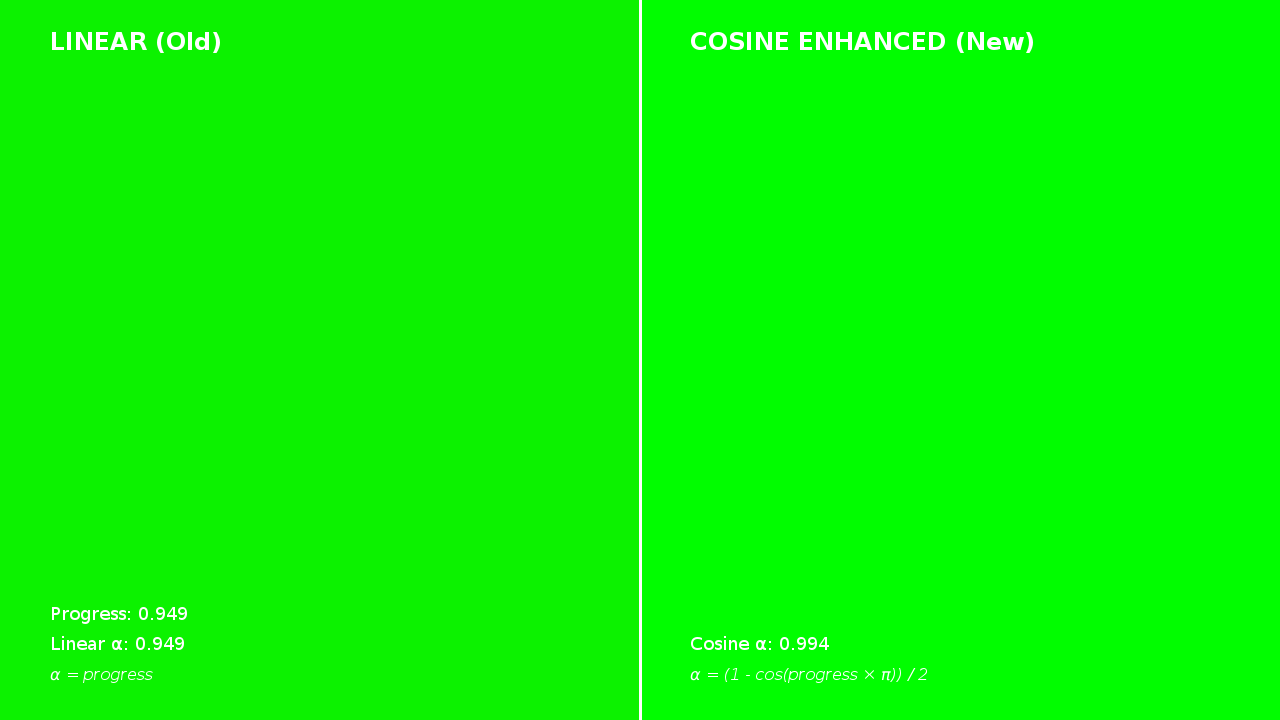 LINEAR (Old)
Progress: 0.949
Linear α: 0.949
α = progress
COSINE ENHANCED (New)
Cosine α: 0.994
α = (1 - cos(progress × π)) / 2